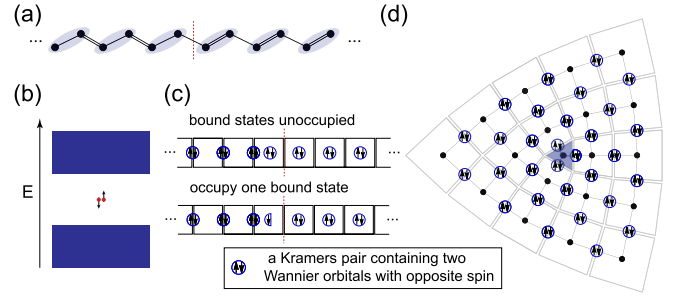 (a)
... ...
(b)
E
(c)
bound states unoccupied
... ...
occupy one bound state
... ...
(d)
a Kramers pair containing two
Wannier orbitals with opposite spin